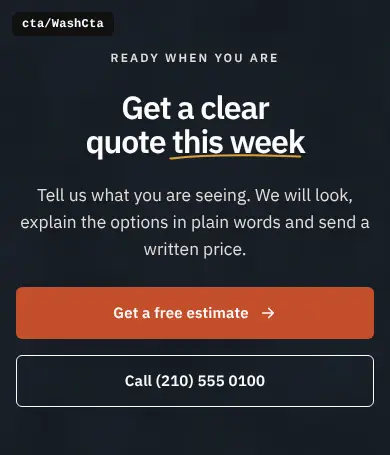 cta/WashCta
READY WHEN YOU ARE
Get a clear
quote this week
Tell us what you are seeing. We will look,
explain the options in plain words and send a
written price.
Get a free estimate →
Call (210) 555 0100